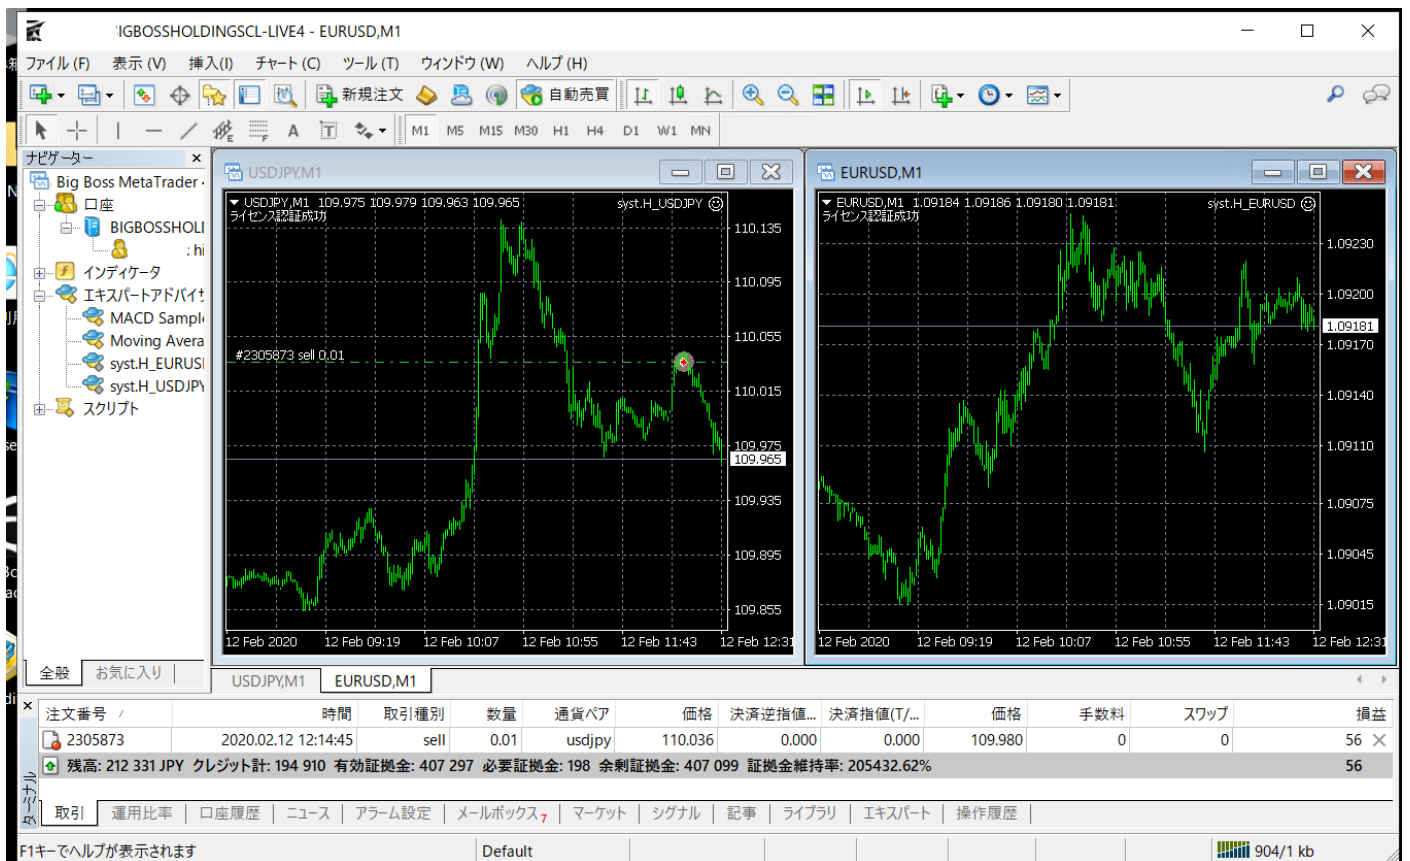 IGBOSSHOLDINGSCL-LIVE4 - EURUSD,M1
ファイル (F) 表示 (V) 挿入(I) チャート (C) ツール (T) ウィンドウ (W) ヘルプ (H)
新規注文 自動売買
E F A T M1 M5 M15 M30 H1 H4 D1 W1 MN
ナビゲーター
Big Boss MetaTrader
口座
BIGBOSSHOL
: hi
インディケータ
エキスパートアドバイサ
MACD Sample
Moving Avera
syst.H_EURUS
syst.H_USDJPY
スクリプト
全般 お気に入り
USDJPY,M1
USDJPY,M1 109.975 109.979 109.963 109.965 syst.H_USDJPY
ライセンス認証成功
110.135
110.095
110.055
#2305873 sell 0.01
110.015
109.975
109.965
109.935
109.895
109.855
12 Feb 2020 12 Feb 09:19 12 Feb 10:07 12 Feb 10:55 12 Feb 11:43 12 Feb 12:31
EURUSD,M1
EURUSD,M1 1.09184 1.09186 1.09180 1.09181 syst.H_EURUSD
ライセンス認証成功
1.09230
1.09200
1.09181
1.09170
1.09140
1.09110
1.09075
1.09045
1.09015
12 Feb 2020 12 Feb 09:19 12 Feb 10:07 12 Feb 10:55 12 Feb 11:43 12 Feb 12:31
USDJPY,M1 EURUSD,M1
注文番号 / 時間 取引種別 数量 通貨ペア 価格 決済逆指値... 決済指値(T/... 価格 手数料 スワップ 損益
2305873 2020.02.12 12:14:45 sell 0.01 usdjpy 110.036 0.000 0.000 109.980 0 0 56
残高: 212 331 JPY クレジット計: 194 910 有効証拠金: 407 297 必要証拠金: 198 余剰証拠金: 407 099 証拠金維持率: 205432.62% 56
ターミナル
取引 運用比率 口座履歴 ニュース アラーム設定 メールボックス7 マーケット シグナル 記事 ライブラリ エキスパート 操作履歴
F1キーでヘルプが表示されます Default 904/1 kb